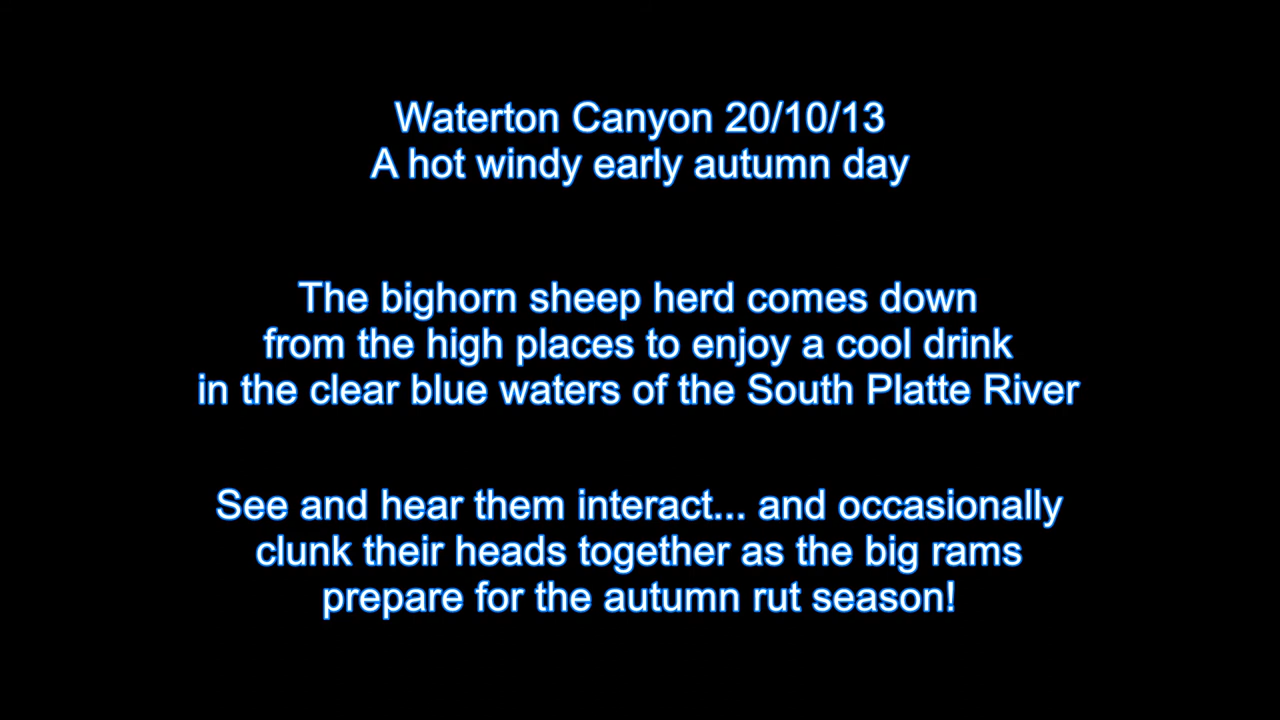 Waterton Canyon 20/10/13
A hot windy early autumn day
The bighorn sheep herd comes down
from the high places to enjoy a cool drink
in the clear blue waters of the South Platte River
See and hear them interact... and occasionally
clunk their heads together as the big rams
prepare for the autumn rut season!